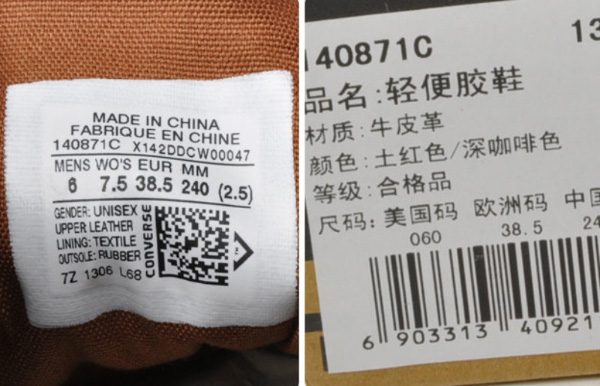 MADE IN CHINA
FABRIQUE EN CHINE
140871C X142DDCW00047
MENS WO'S EUR MM
6 7.5 38.5 240 (2.5)
GENDER: UNISEX
UPPER LEATHER
LINING: TEXTILE
OUTSOLE: RUBBER
7Z 1306 L68
CONVERSE
140871C 13
品名:轻便胶鞋
材质:牛皮革
颜色:土红色/深咖啡色
等级:合格品
尺码:美国码 欧洲码 中国
060 38.5 24
6 903313 40921